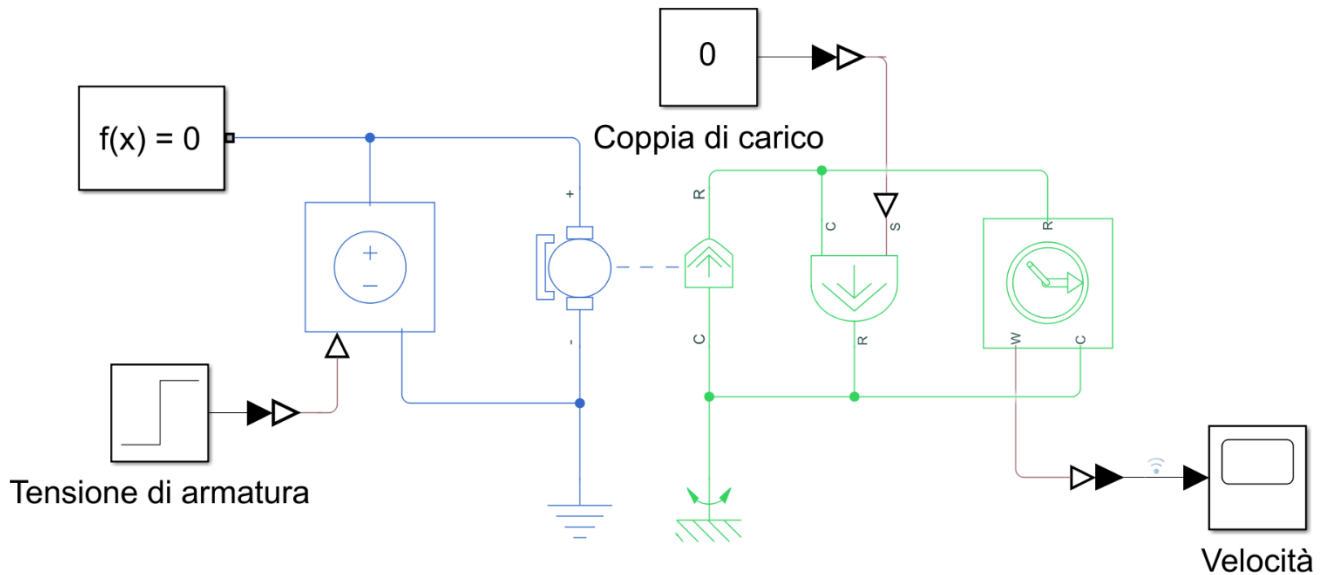 0
Coppia di carico
f(x) = 0
+
R
C
S
R
+
−
-
C
R
W
C
Tensione di armatura
Velocità